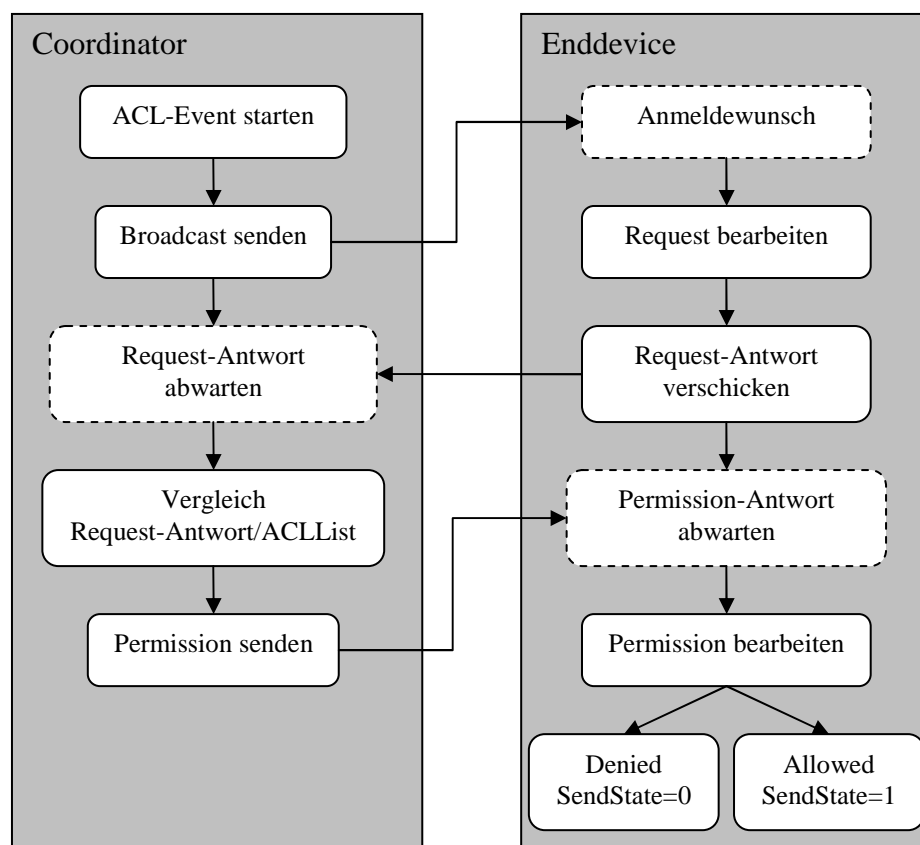 Coordinator
ACL-Event starten
Broadcast senden
Request-Antwort
abwarten
Vergleich
Request-Antwort/ACLList
Permission senden
Enddevice
Anmeldewunsch
Request bearbeiten
Request-Antwort
verschicken
Permission-Antwort
abwarten
Permission bearbeiten
Denied
SendState=0
Allowed
SendState=1